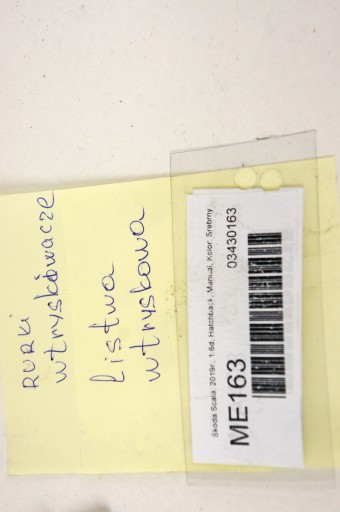 RURKI
wtryskiwacze
listwa
wtryskowa
Skoda Scala, 2019r., 1.6d, Hatchback, Manual, Kolor: Srebrny
ME163
03430163